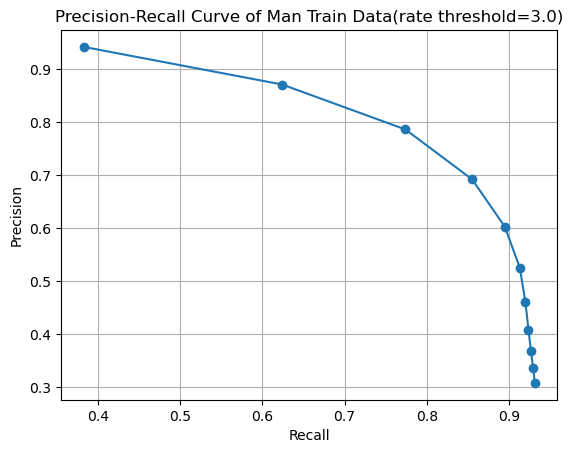 Precision-Recall Curve of Man Train Data(rate threshold=3.0)
0.9
0.8
0.7
0.6
0.5
0.4
0.3
Precision
0.4 0.5 0.6 0.7 0.8 0.9
Recall